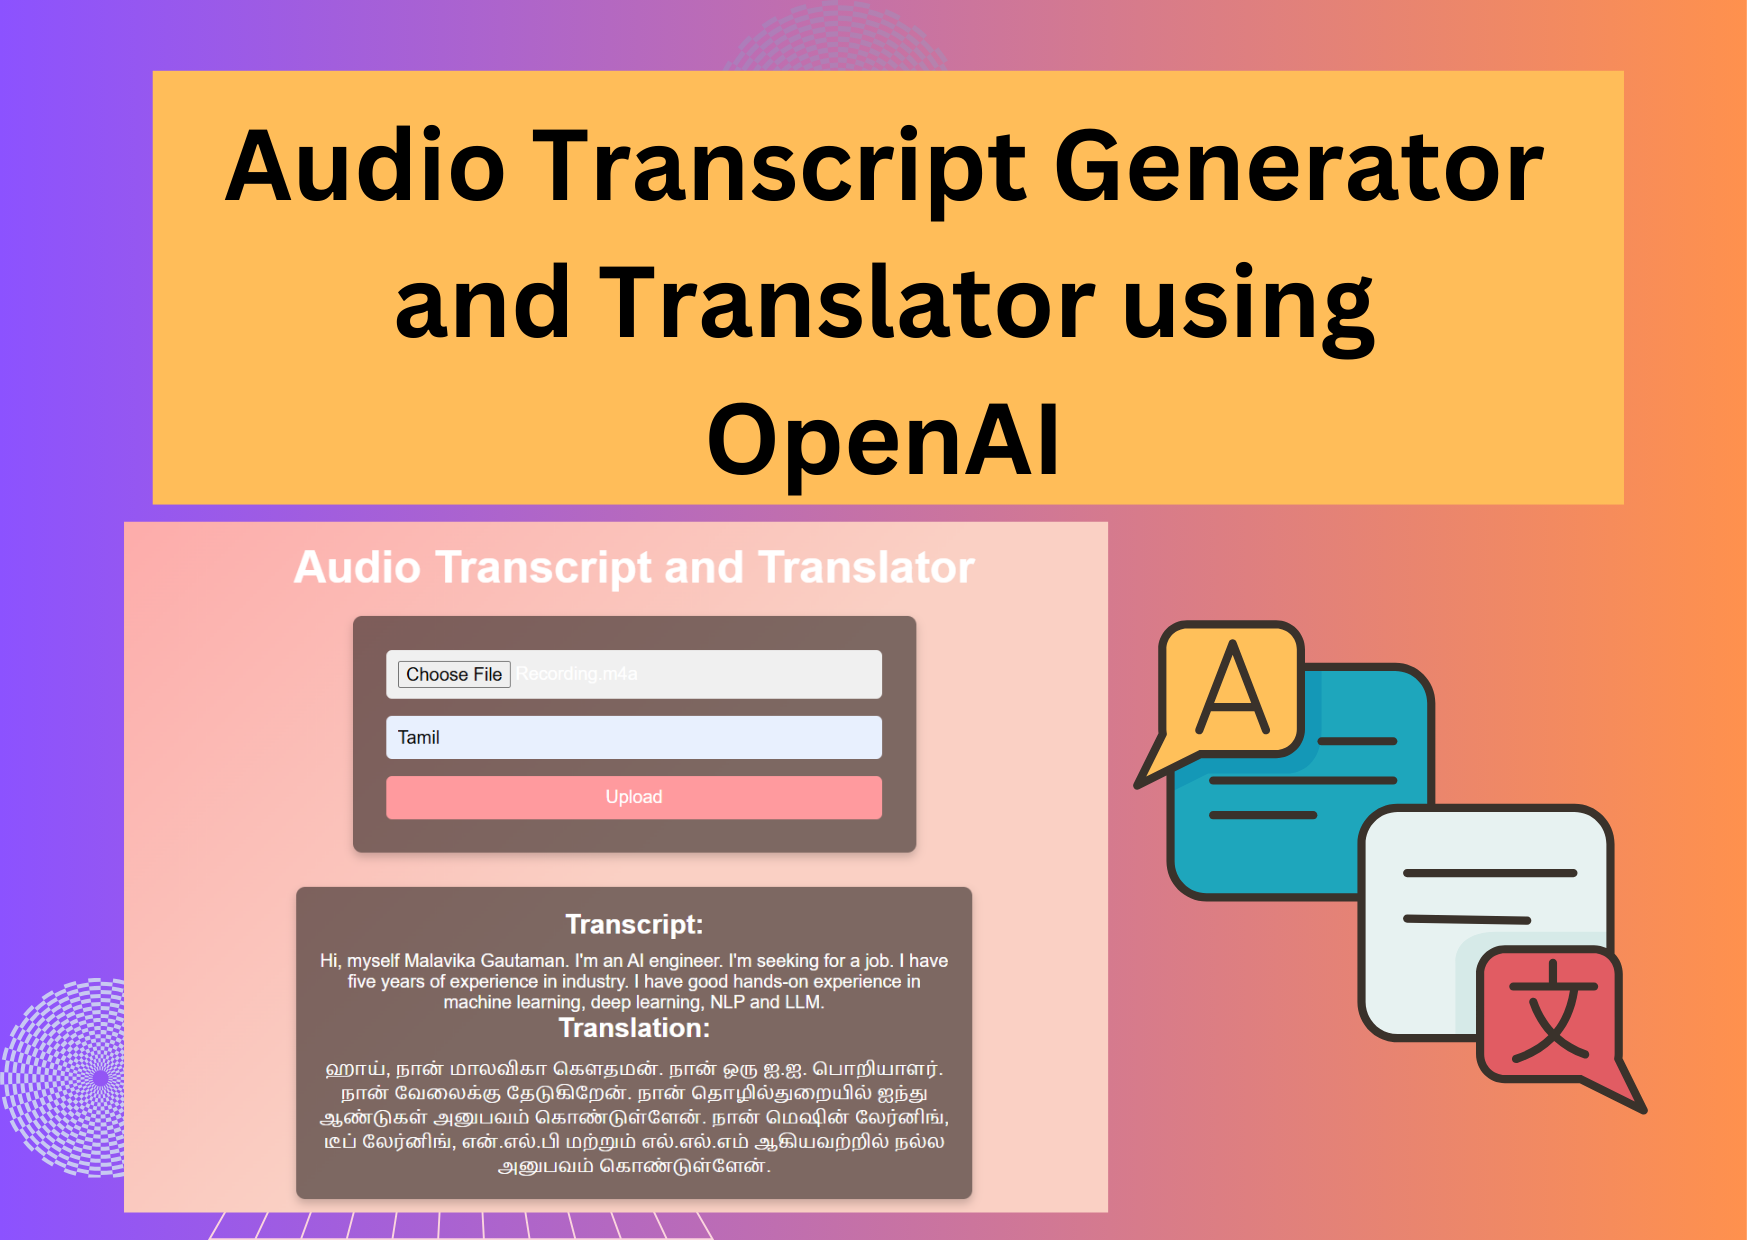 Audio Transcript Generator
and Translator using
OpenAI
Audio Transcript and Translator
Choose File Recording.m4a
Tamil
Upload
Transcript:
Hi, myself Malavika Gautaman. I'm an AI engineer. I'm seeking for a job. I have
five years of experience in industry. I have good hands-on experience in
machine learning, deep learning, NLP and LLM.
Translation:
ஹாய், நான் மாலவிகா கௌதமன். நான் ஒரு ஐ.ஐ. பொறியாளர்.
நான் வேலைக்கு தேடுகிறேன். நான் தொழில்துறையில் ஐந்து
ஆண்டுகள் அனுபவம் கொண்டுள்ளேன். நான் மெஷின் லேர்னிங்,
டீப் லேர்னிங், என்.எல்.பி மற்றும் எல்.எல்.எம் ஆகியவற்றில் நல்ல
அனுபவம் கொண்டுள்ளேன்.
A
文